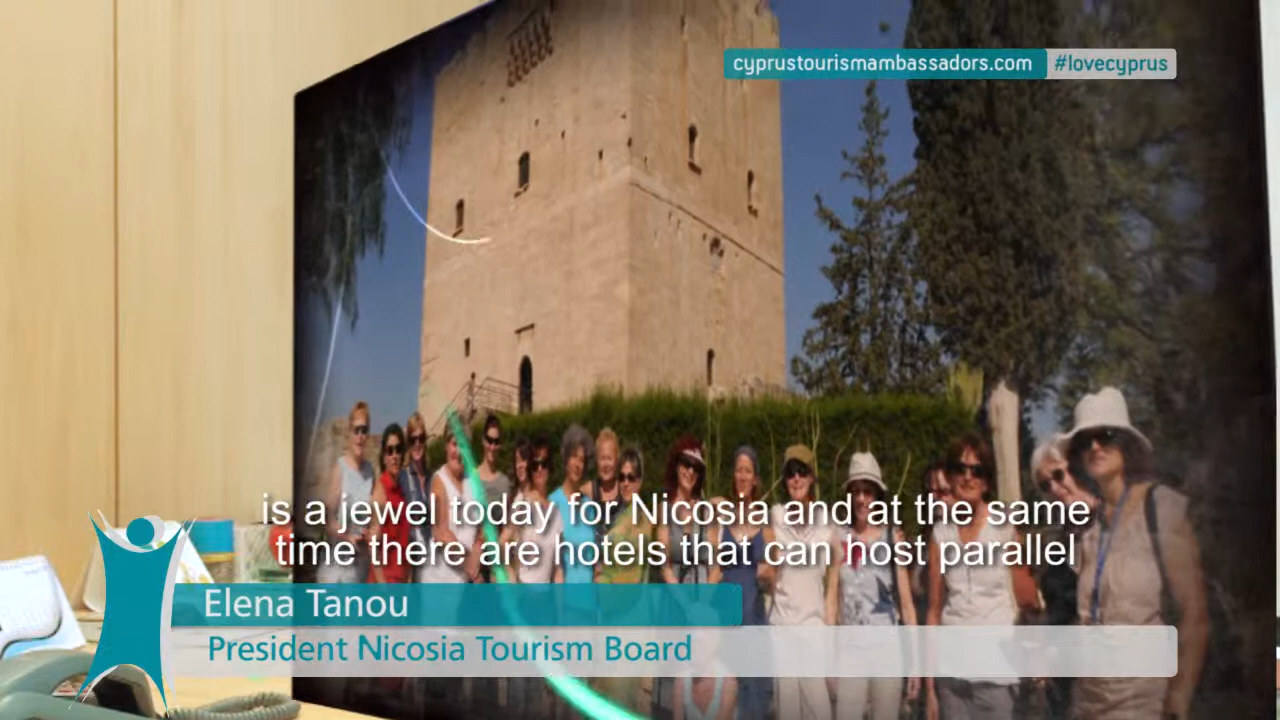 cyprustourismambassadors.com #lovecyprus
is a jewel today for Nicosia and at the same
time there are hotels that can host parallel
Elena Tanou
President Nicosia Tourism Board